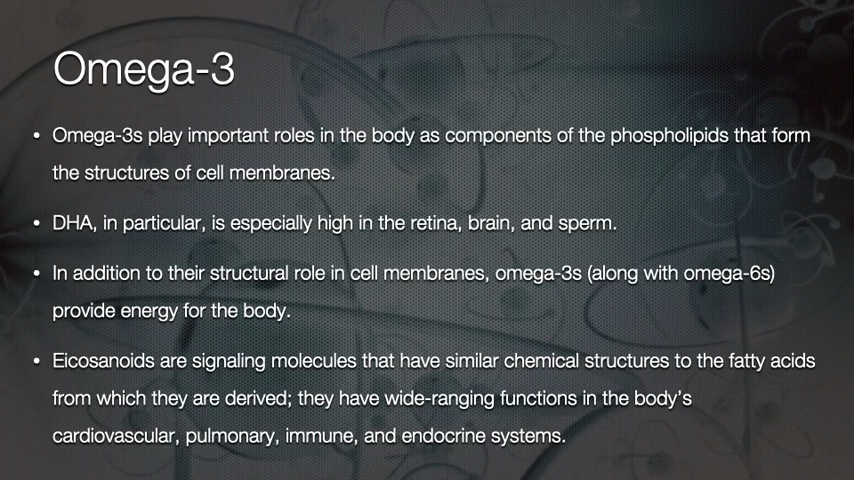 Omega-3
• Omega-3s play important roles in the body as components of the phospholipids that form
the structures of cell membranes.
• DHA, in particular, is especially high in the retina, brain, and sperm.
• In addition to their structural role in cell membranes, omega-3s (along with omega-6s)
provide energy for the body.
• Eicosanoids are signaling molecules that have similar chemical structures to the fatty acids
from which they are derived; they have wide-ranging functions in the body’s
cardiovascular, pulmonary, immune, and endocrine systems.